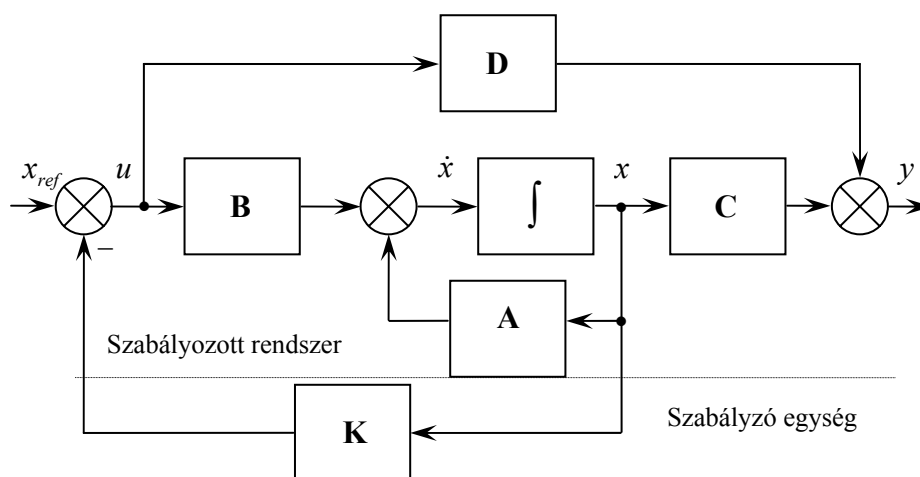 D
x_ref u ẋ x y
B ∫ C
−
A
Szabályozott rendszer
K
Szabályzó egység